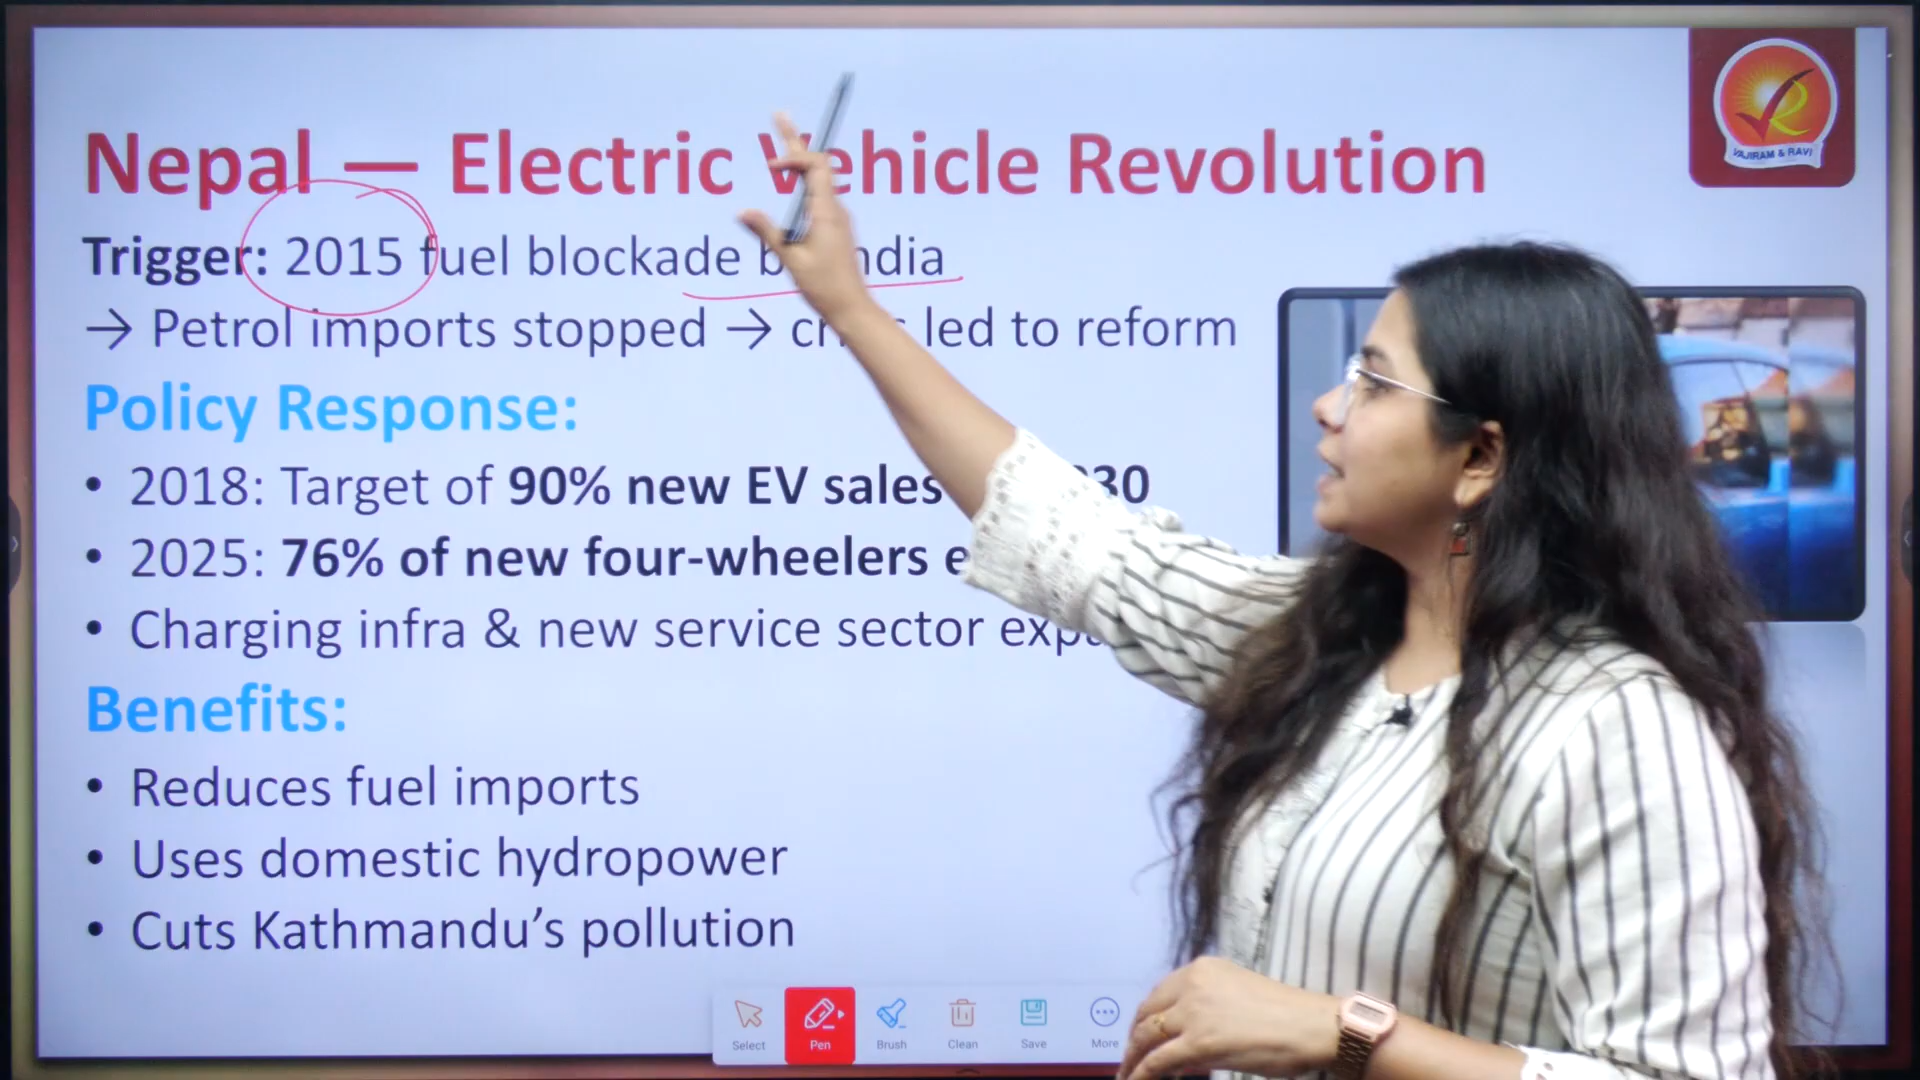 Nepal — Electric Vehicle Revolution
VAJIRAM & RAVI
Trigger: 2015 fuel blockade India
→ Petrol imports stopped → led to reform
Policy Response:
• 2018: Target of 90% new EV sales
• 2025: 76% of new four-wheelers
• Charging infra & new service sector
Benefits:
• Reduces fuel imports
• Uses domestic hydropower
• Cuts Kathmandu’s pollution
Select Pen Brush Clean Save More